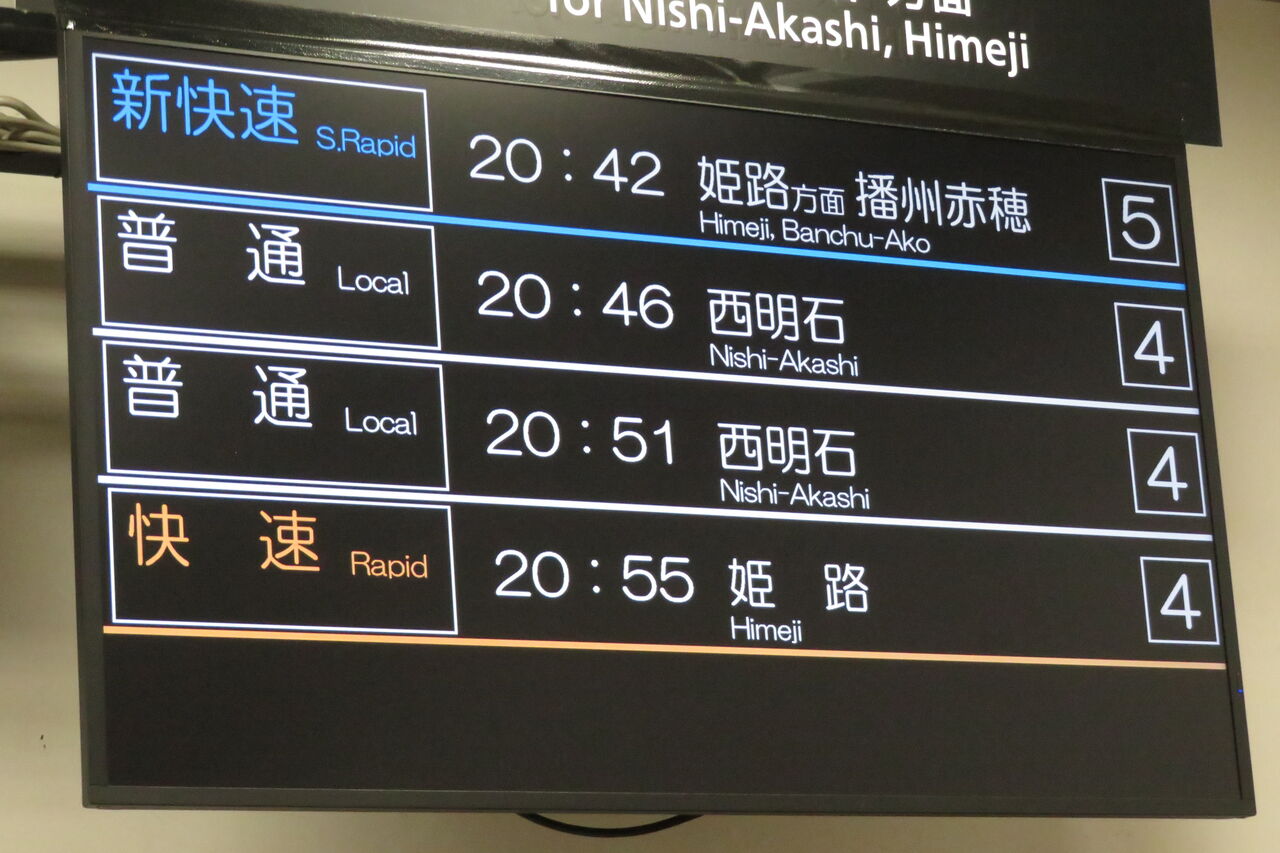 for Nishi-Akashi, Himeji
新快速 S.Rapid 20:42 姫路方面 播州赤穂 5
Himeji, Banchu-Ako
普 通 Local 20:46 西明石 4
Nishi-Akashi
普 通 Local 20:51 西明石 4
Nishi-Akashi
快 速 Rapid 20:55 姫 路 4
Himeji